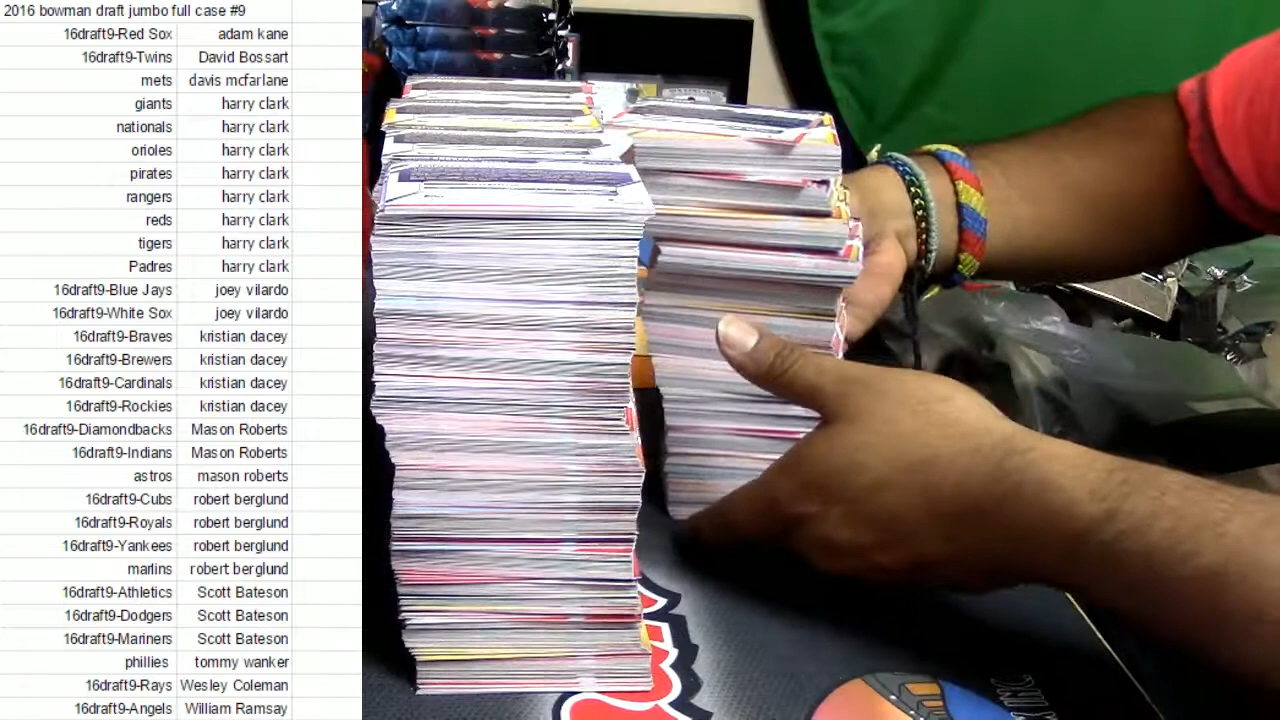 2016 bowman draft jumbo full case #9
16draft9-Red Sox adam kane
16draft9-Twins David Bossart
mets davis mcfarlane
giants harry clark
nationals harry clark
orioles harry clark
pirates harry clark
rangers harry clark
reds harry clark
tigers harry clark
Padres harry clark
16draft9-Blue Jays joey vilardo
16draft9-White Sox joey vilardo
16draft9-Braves kristian dacey
16draft9-Brewers kristian dacey
16draft9-Cardinals kristian dacey
16draft9-Rockies kristian dacey
16draft9-Diamondbacks Mason Roberts
16draft9-Indians Mason Roberts
astros mason roberts
16draft9-Cubs robert berglund
16draft9-Royals robert berglund
16draft9-Yankees robert berglund
marlins robert berglund
16draft9-Athletics Scott Bateson
16draft9-Dodgers Scott Bateson
16draft9-Mariners Scott Bateson
phillies tommy wanker
16draft9-Rays Wesley Coleman
16draft9-Angels William Ramsay